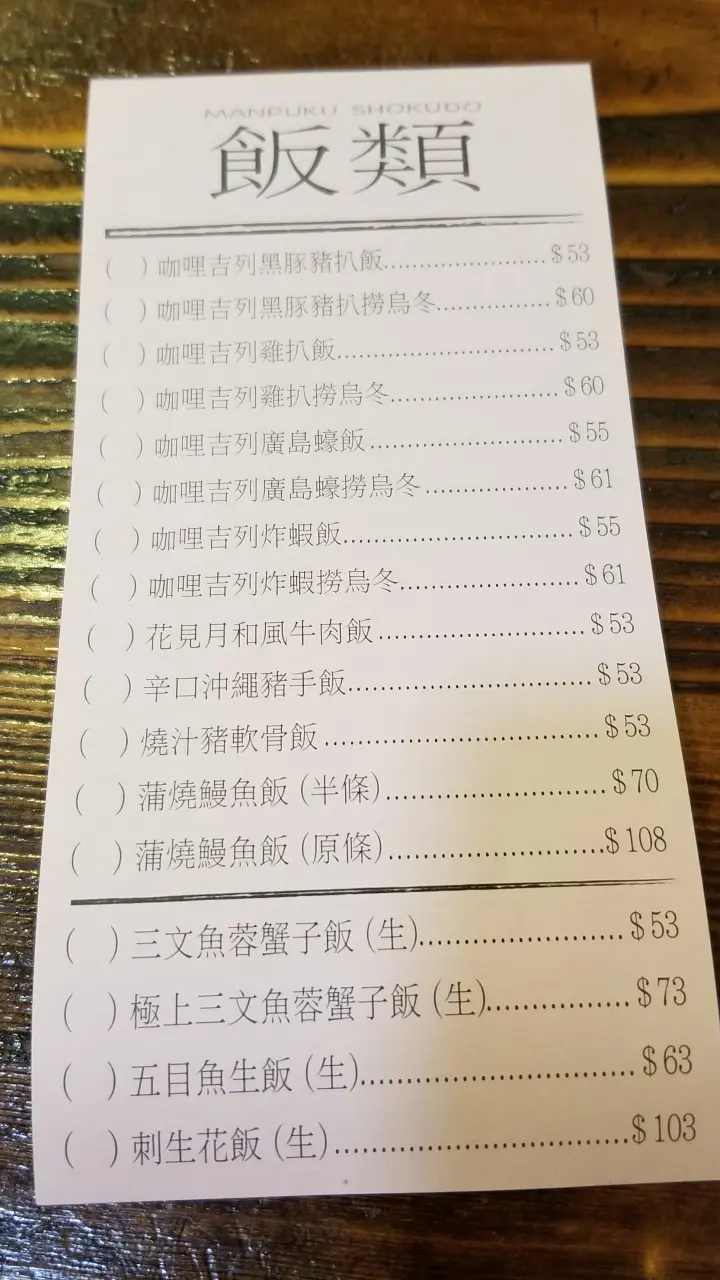 MANPUKU SHOKUDO
飯類
( ) 咖哩吉列黑豚豬扒飯......................$53
( ) 咖哩吉列黑豚豬扒撈烏冬...............$60
( ) 咖哩吉列雞扒飯.............................$53
( ) 咖哩吉列雞扒撈烏冬......................$60
( ) 咖哩吉列廣島蠔飯.........................$55
( ) 咖哩吉列廣島蠔撈烏冬..................$61
( ) 咖哩吉列炸蝦飯.............................$55
( ) 咖哩吉列炸蝦撈烏冬......................$61
( ) 花見月和風牛肉飯.........................$53
( ) 辛口沖繩豬手飯.............................$53
( ) 燒汁豬軟骨飯................................$53
( ) 蒲燒鰻魚飯 (半條).........................$70
( ) 蒲燒鰻魚飯 (原條).........................$108
( ) 三文魚蓉蟹子飯 (生)......................$53
( ) 極上三文魚蓉蟹子飯 (生)...............$73
( ) 五目魚生飯 (生).............................$63
( ) 刺生花飯 (生)................................$103